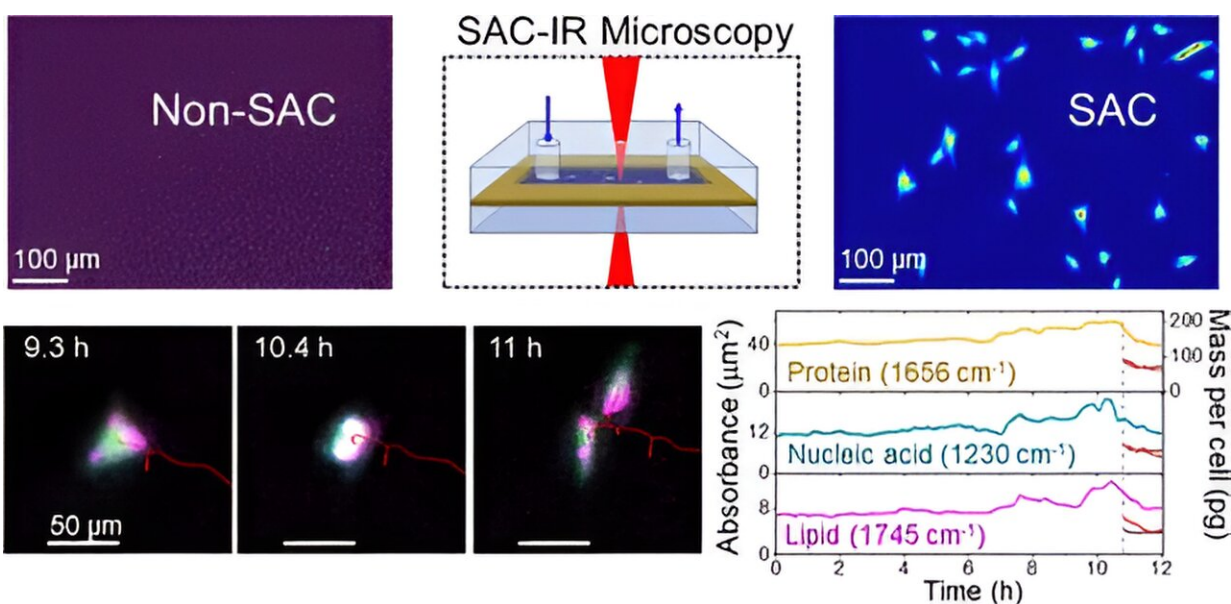 SAC-IR Microscopy
Non-SAC
100 µm
SAC
100 µm
9.3 h
50 µm
10.4 h
11 h
Absorbance (µm²)
40
0
12
0
8
0
Protein (1656 cm⁻¹)
Nucleic acid (1230 cm⁻¹)
Lipid (1745 cm⁻¹)
200
100
0
Mass per cell (pg)
0 2 4 6 8 10 12
Time (h)